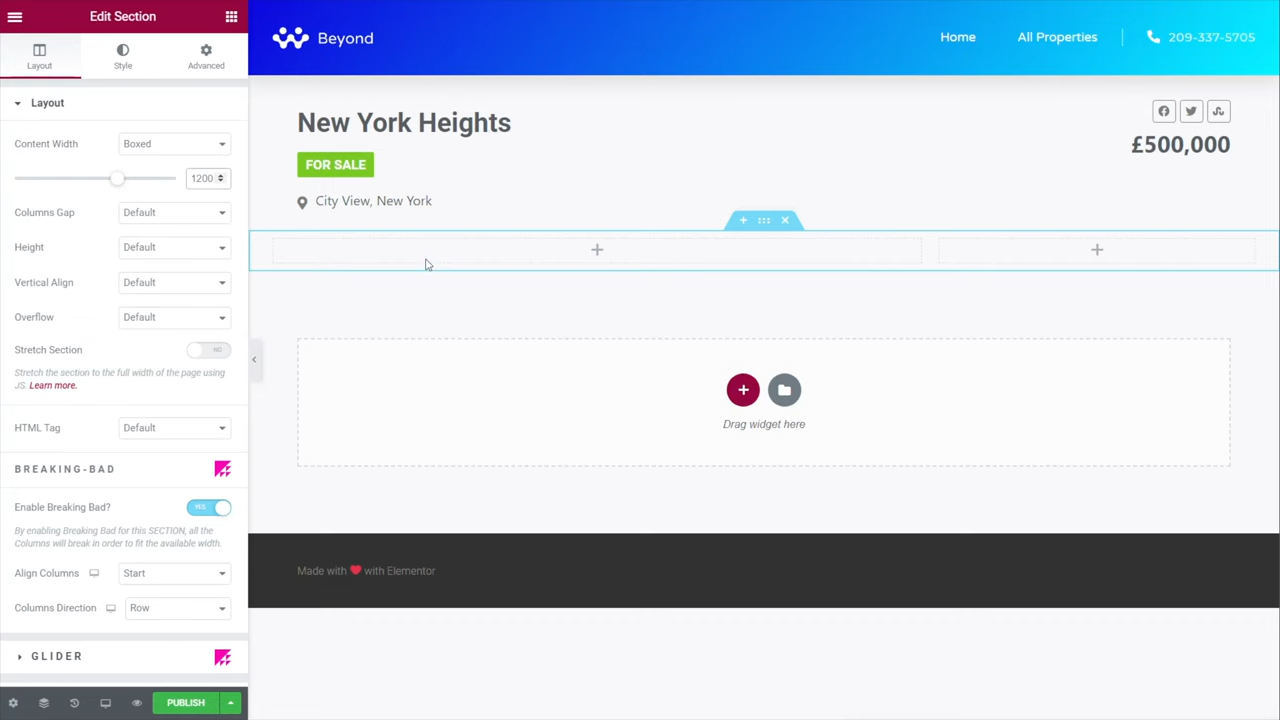 Edit Section
Layout
Style
Advanced
Layout
Content Width
Boxed
1200
Columns Gap
Default
Height
Default
Vertical Align
Default
Overflow
Default
Stretch Section
NO
Stretch the section to the full width of the page using
JS. Learn more.
HTML Tag
Default
BREAKING-BAD
Enable Breaking Bad?
YES
By enabling Breaking Bad for this SECTION, all the
Columns will break in order to fit the available width.
Align Columns
Start
Columns Direction
Row
GLIDER
PUBLISH
Beyond
Home
All Properties
209-337-5705
New York Heights
FOR SALE
City View, New York
£500,000
Drag widget here
Made with ❤ with Elementor